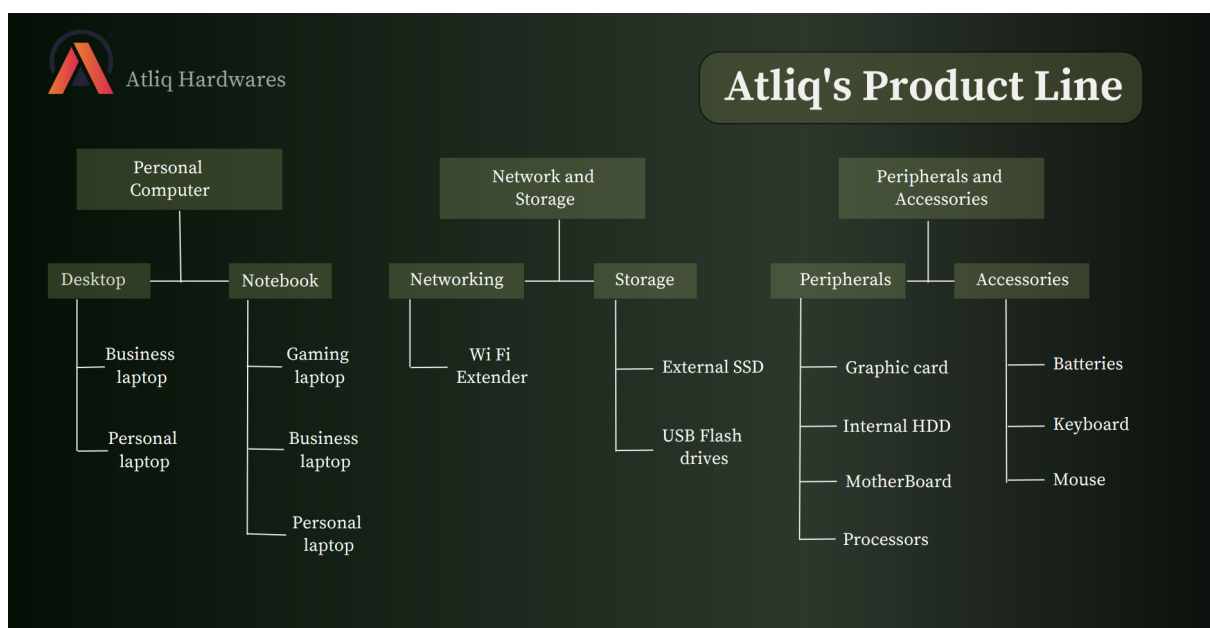 Atliq Hardwares
Atliq's Product Line
Personal
Computer
Network and
Storage
Peripherals and
Accessories
Desktop
Notebook
Networking
Storage
Peripherals
Accessories
Business
laptop
Personal
laptop
Gaming
laptop
Business
laptop
Personal
laptop
Wi Fi
Extender
External SSD
USB Flash
drives
Graphic card
Internal HDD
MotherBoard
Processors
Batteries
Keyboard
Mouse